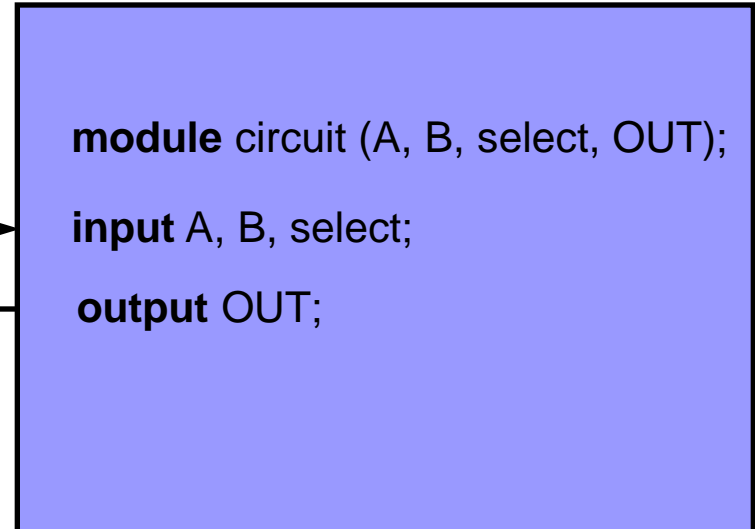 module circuit (A, B, select, OUT);
input A, B, select;
output OUT;